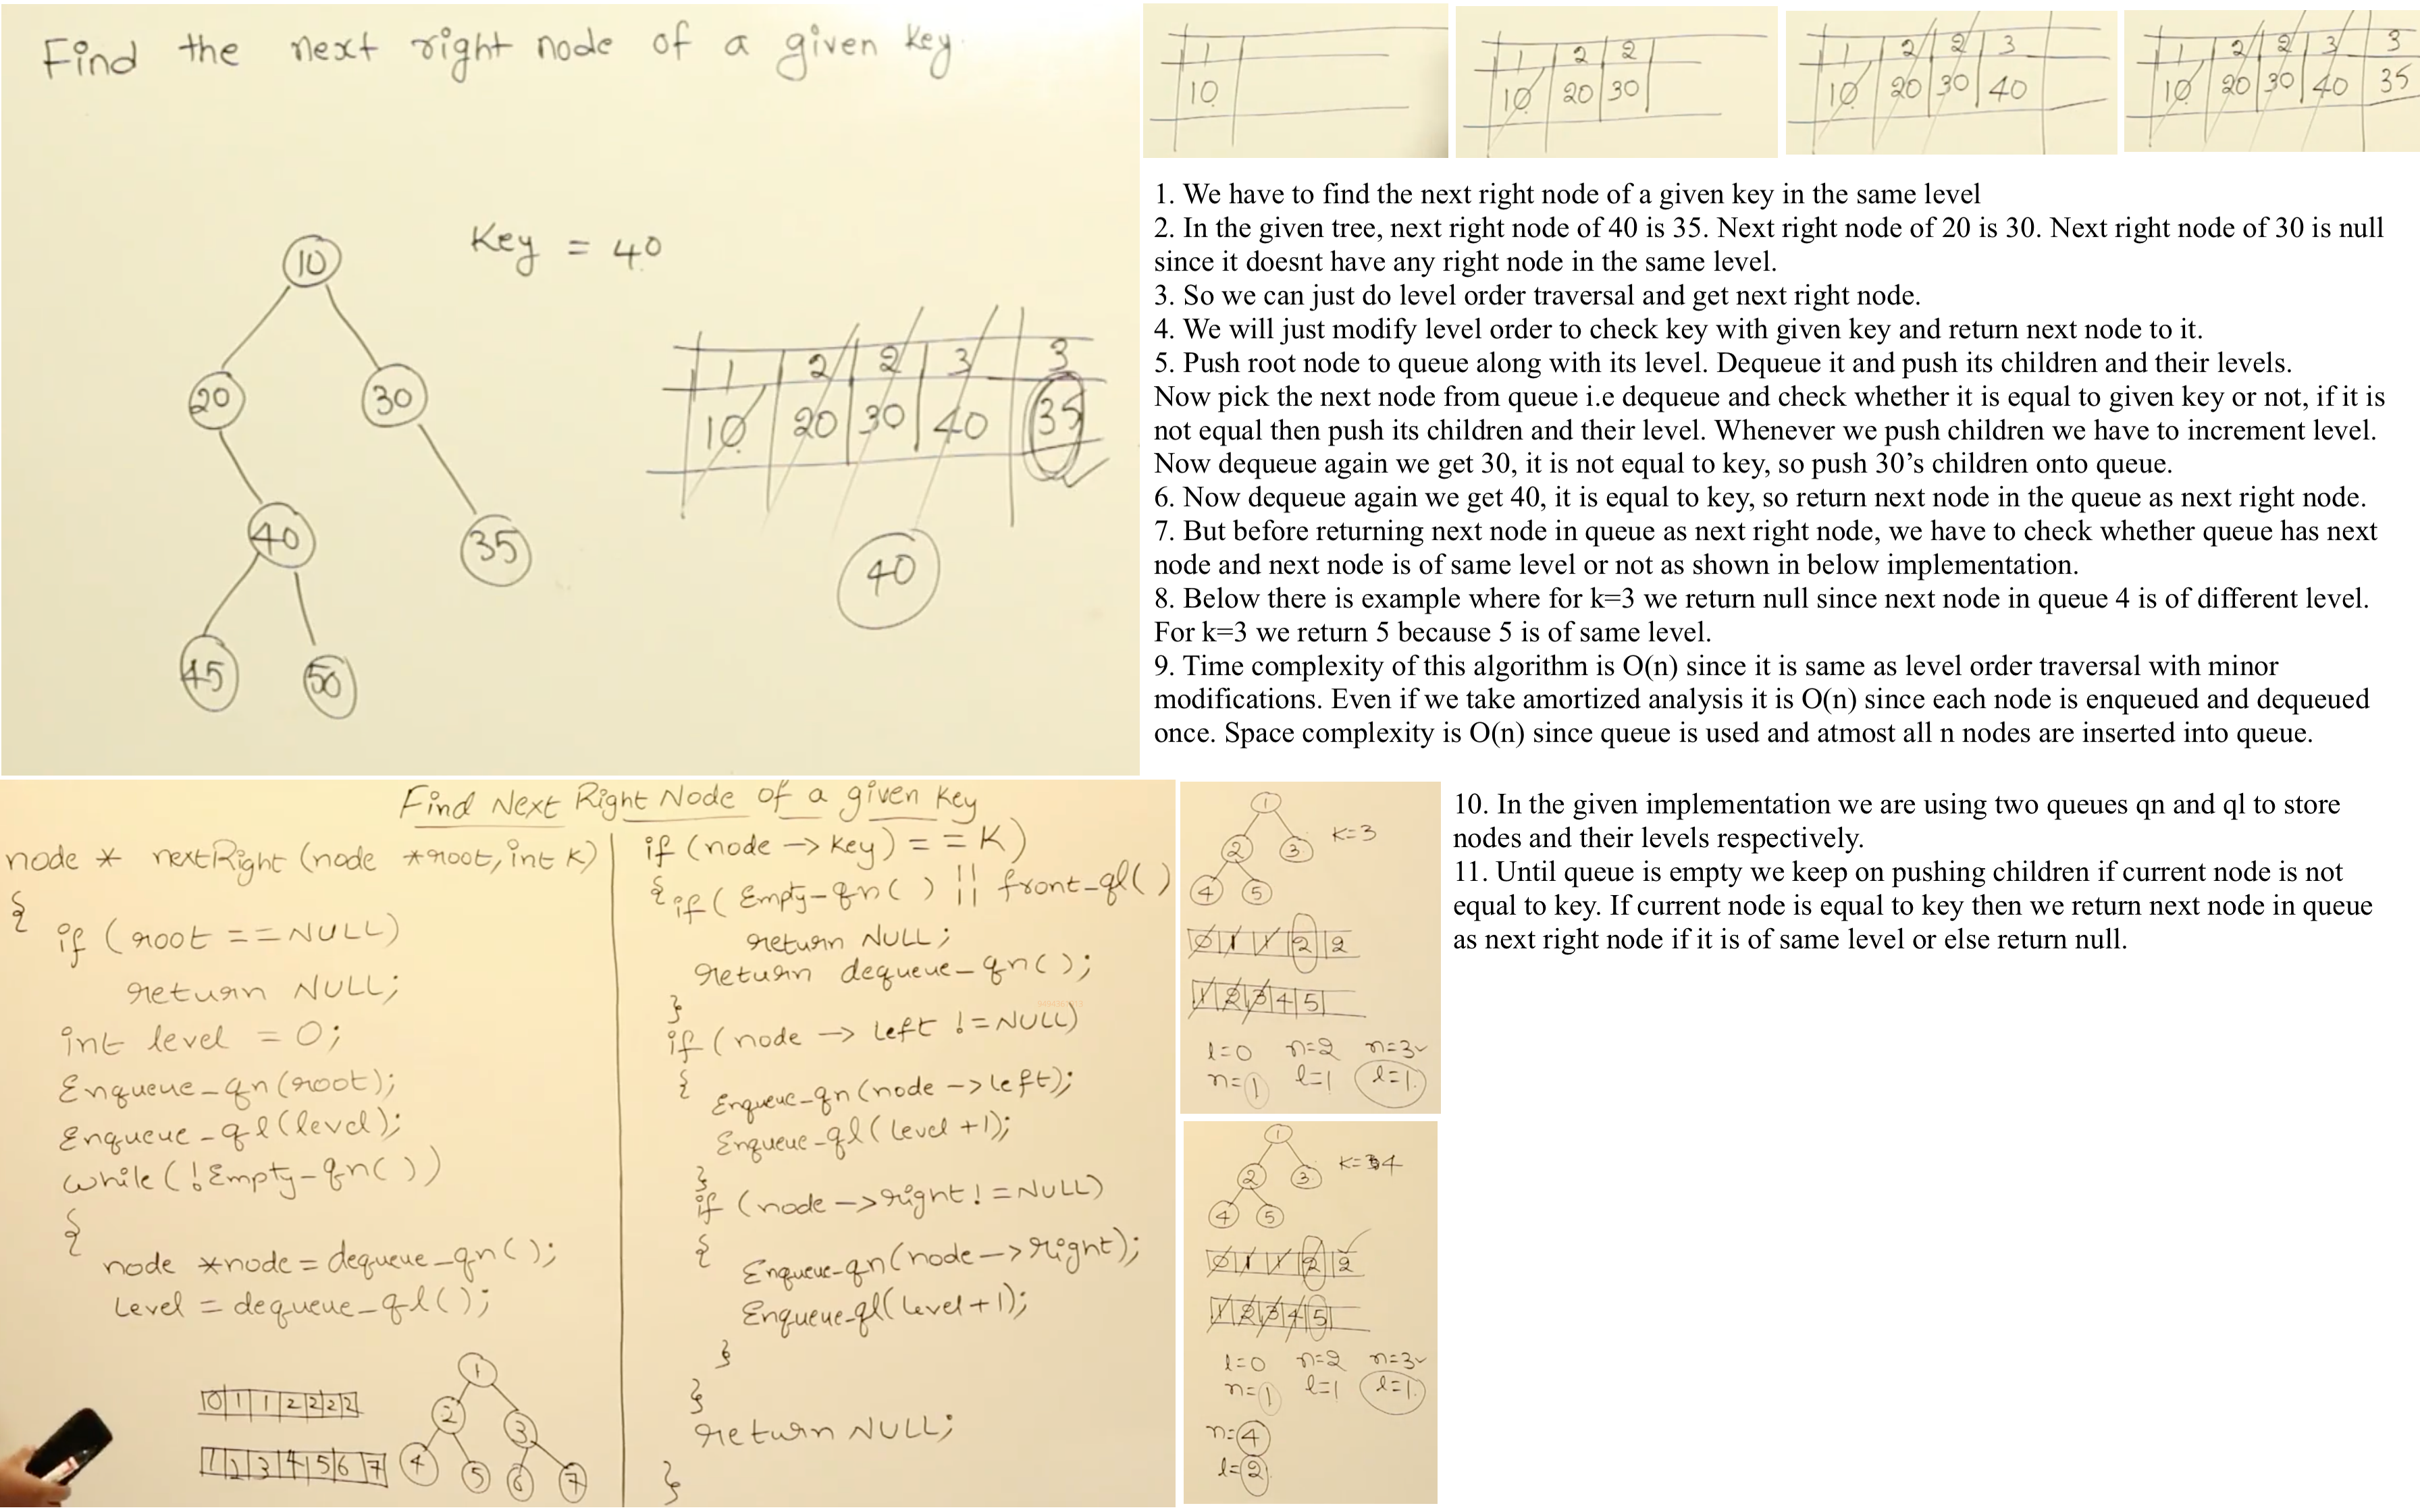 Find the next right node of a given key
Key = 40
10
20 30
40 35
45 50
1 2 2 3 3
10 20 30 40 35
40
1
10
1 2 2
10 20 30
1 2 2 3
10 20 30 40
1 2 2 3 3
10 20 30 40 35
1. We have to find the next right node of a given key in the same level
2. In the given tree, next right node of 40 is 35. Next right node of 20 is 30. Next right node of 30 is null
since it doesnt have any right node in the same level.
3. So we can just do level order traversal and get next right node.
4. We will just modify level order to check key with given key and return next node to it.
5. Push root node to queue along with its level. Dequeue it and push its children and their levels.
Now pick the next node from queue i.e dequeue and check whether it is equal to given key or not, if it is
not equal then push its children and their level. Whenever we push children we have to increment level.
Now dequeue again we get 30, it is not equal to key, so push 30’s children onto queue.
6. Now dequeue again we get 40, it is equal to key, so return next node in the queue as next right node.
7. But before returning next node in queue as next right node, we have to check whether queue has next
node and next node is of same level or not as shown in below implementation.
8. Below there is example where for k=3 we return null since next node in queue 4 is of different level.
For k=3 we return 5 because 5 is of same level.
9. Time complexity of this algorithm is O(n) since it is same as level order traversal with minor
modifications. Even if we take amortized analysis it is O(n) since each node is enqueued and dequeued
once. Space complexity is O(n) since queue is used and atmost all n nodes are inserted into queue.
Find Next Right Node of a given key
node * nextRight (node *root, int k)
{
if (root == NULL)
return NULL;
int level = 0;
Enqueue_qn(root);
Enqueue_ql(level);
while (!Empty-qn( ))
{
node *node = dequeue_qn( );
Level = dequeue_ql( );
0 1 1 2 2 2 2
1 2 3 4 5 6 7
1
2 3
4 5 6 7
if (node -> key) = = K)
{ if ( Empty-qn( ) || front_ql( )
return NULL;
return dequeue_qn( );
}
if (node -> left != NULL)
{ Enqueue_qn(node -> left);
Enqueue_ql(Level +1);
}
if (node -> right != NULL)
{ Enqueue-qn(node -> right);
Enqueue-ql(Level+1);
}
}
return NULL;
}
1
2 3 K=3
4 5
0 1 1 2 2
1 2 3 4 5
l=0 n=2 n=3
n=1 l=1 l=1
1
2 3 K=4
4 5
0 1 1 2 2
1 2 3 4 5
l=0 n=2 n=3
n=1 l=1 l=1
n=4
l=2
10. In the given implementation we are using two queues qn and ql to store
nodes and their levels respectively.
11. Until queue is empty we keep on pushing children if current node is not
equal to key. If current node is equal to key then we return next node in queue
as next right node if it is of same level or else return null.